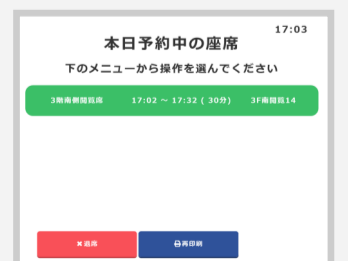 17:03
本日予約中の座席
下のメニューから操作を選んでください
3階南側閲覧席 17:02 ～ 17:32 ( 30分) 3F南閲覧14
✖退席 再印刷